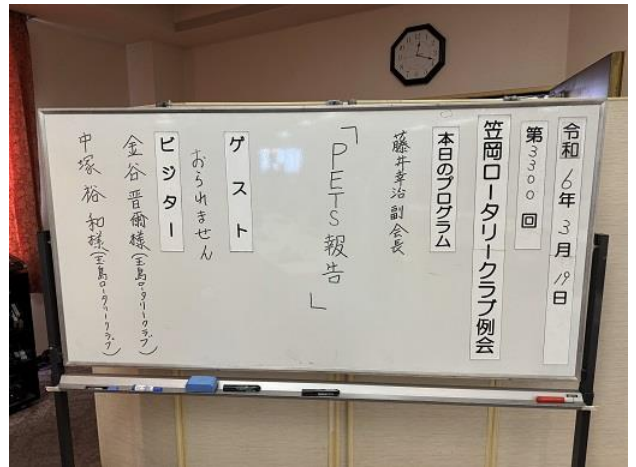 令和6年3月19日
第3300回
笠岡ロータリークラブ例会
本日のプログラム
藤井幸治副会長
「PETS報告」
ゲスト
おられません
ビジター
金谷晋爾様(玉島ロータリークラブ)
中塚裕和様(玉島ロータリークラブ)